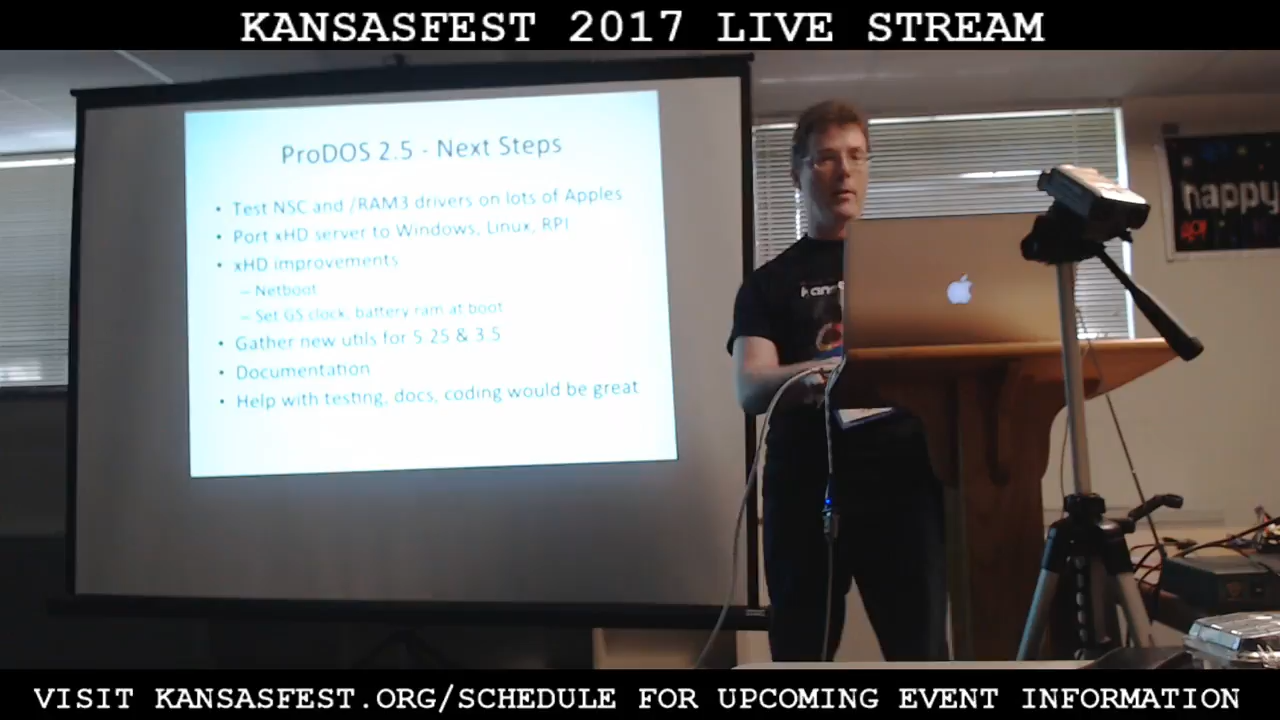 KANSASFEST 2017 LIVE STREAM
ProDOS 2.5 - Next Steps
• Test NSC and /RAM3 drivers on lots of Apples
• Port xHD server to Windows, Linux, RPI
• xHD improvements
– Netboot
– Set GS clock, battery ram at boot
• Gather new utils for 5.25 & 3.5
• Documentation
• Help with testing, docs, coding would be great
happy
VISIT KANSASFEST.ORG/SCHEDULE FOR UPCOMING EVENT INFORMATION